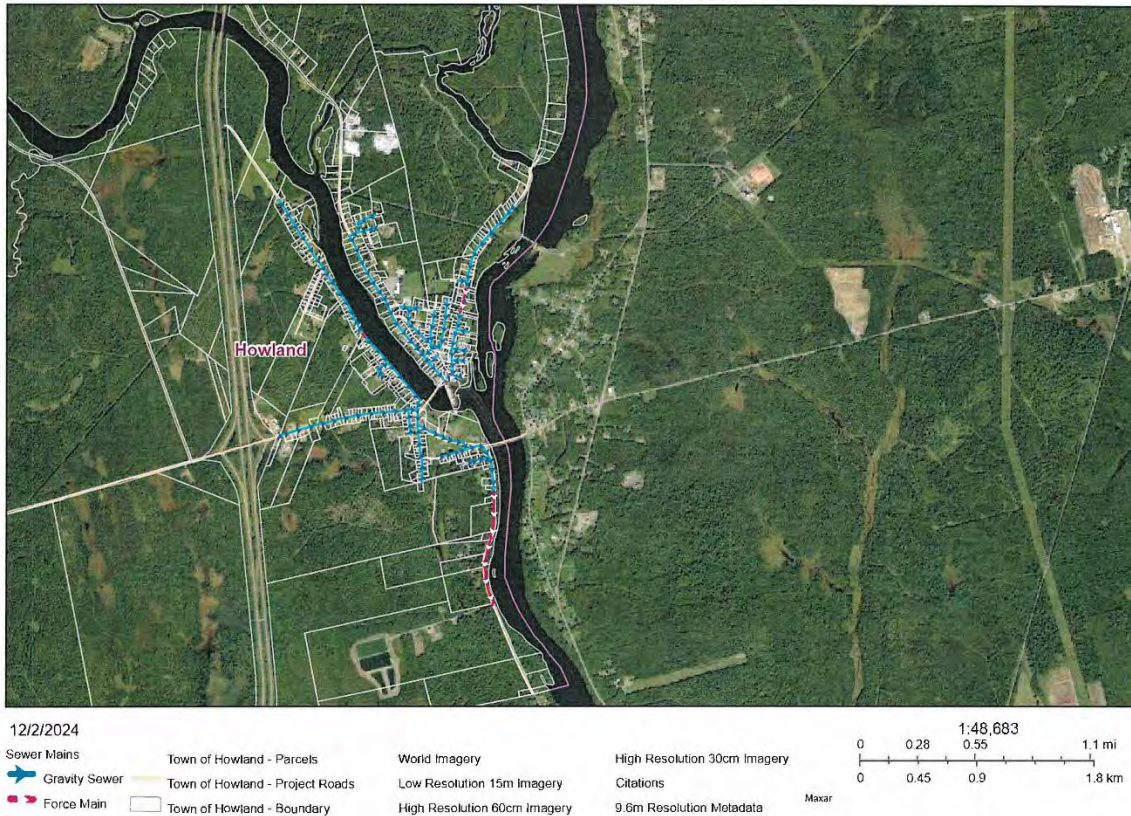 Howland
12/2/2024
1:48,683
0 0.28 0.55 1.1 mi
0 0.45 0.9 1.8 km
Sewer Mains
Gravity Sewer
Force Main
Town of Howland - Parcels
Town of Howland - Project Roads
Town of Howland - Boundary
World Imagery
Low Resolution 15m Imagery
High Resolution 60cm Imagery
High Resolution 30cm Imagery
Citations
9.6m Resolution Metadata
Maxar